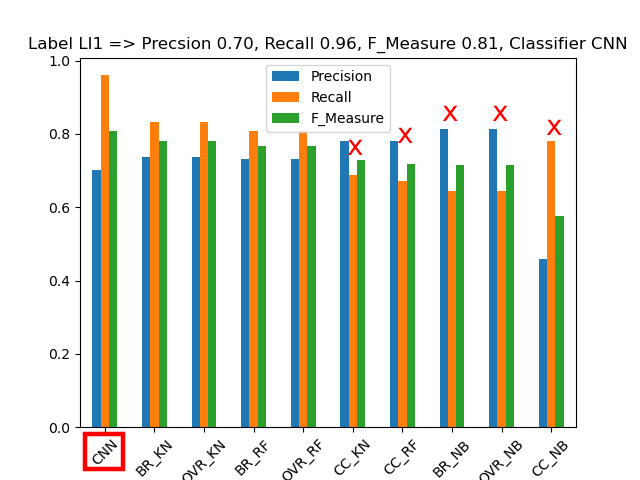 Label LI1 => Precsion 0.70, Recall 0.96, F_Measure 0.81, Classifier CNN
Precision
Recall
F_Measure
1.0
0.8
0.6
0.4
0.2
0.0
x x x x x
CNN BR_KN OVR_KN BR_RF OVR_RF CC_KN CC_RF BR_NB OVR_NB CC_NB